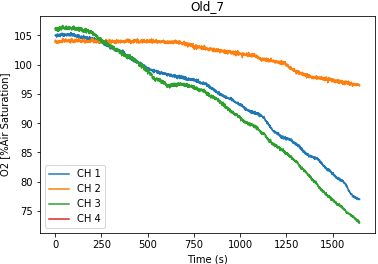 Old_7
O2 [%Air Saturation]
105
100
95
90
85
80
75
CH 1
CH 2
CH 3
CH 4
0 250 500 750 1000 1250 1500
Time (s)